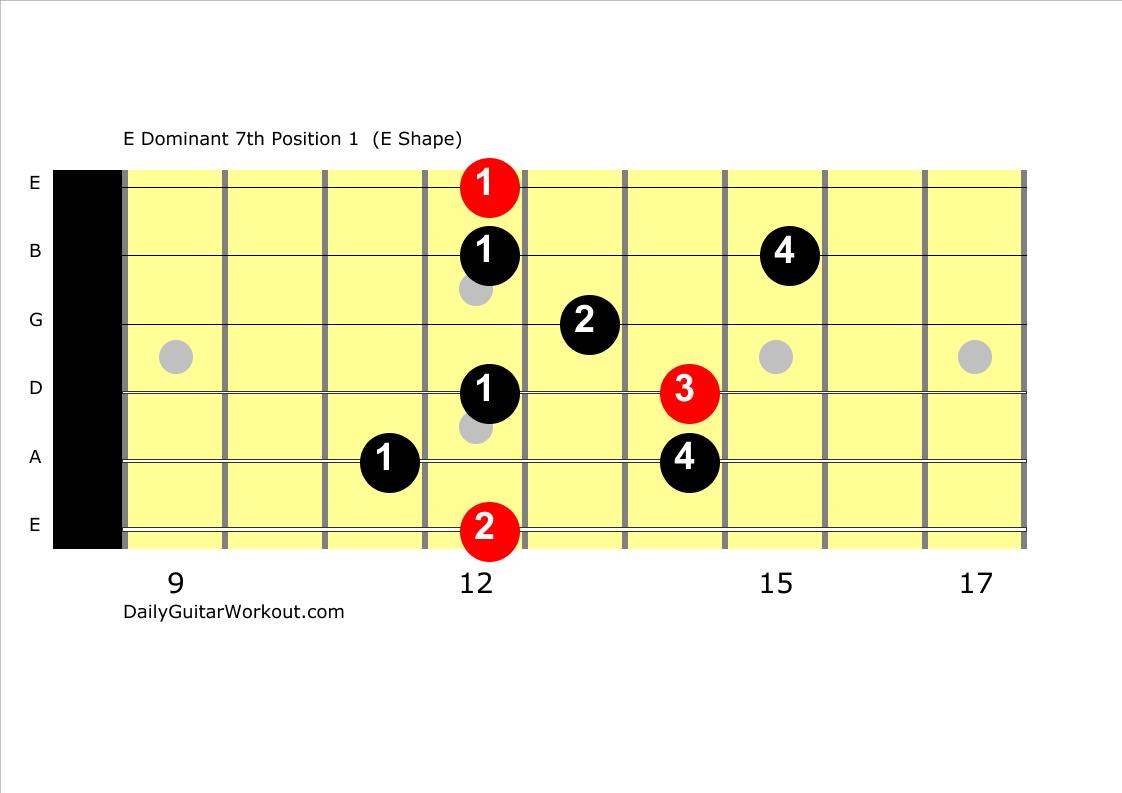 E Dominant 7th Position 1 (E Shape)
E 1
B 1 4
G 2
D 1 3
A 1 4
E 2
9 12 15 17
DailyGuitarWorkout.com